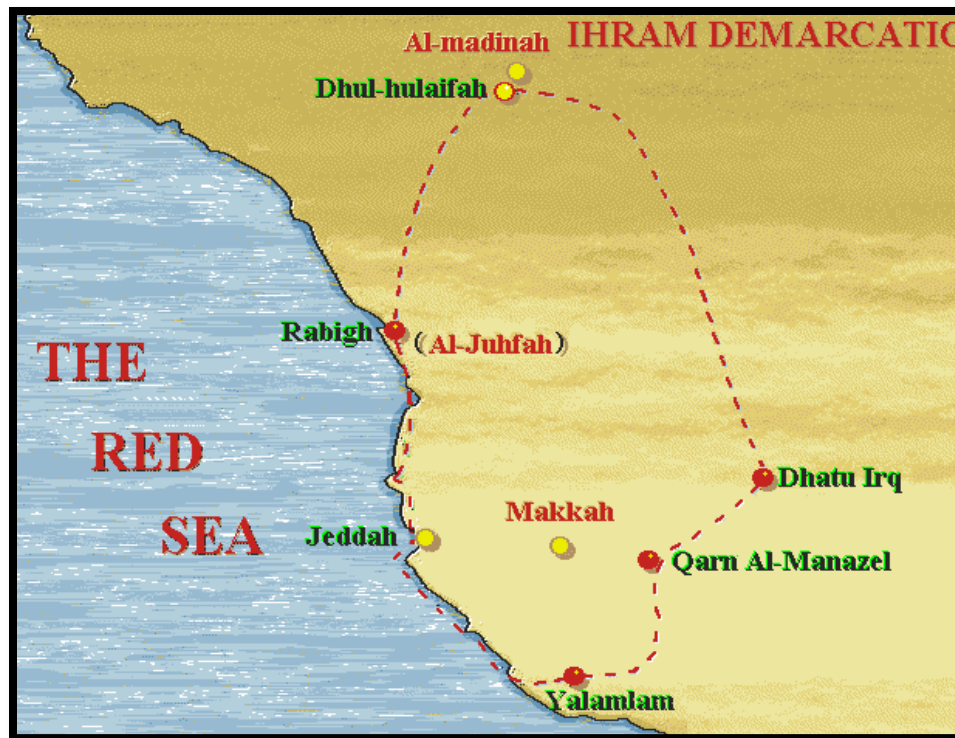 IHRAM DEMARCATIO
Al-madinah
Dhul-hulaifah
Rabigh
(Al-Juhfah)
THE
RED
SEA
Dhatu Irq
Makkah
Jeddah
Qarn Al-Manazel
Yalamlam